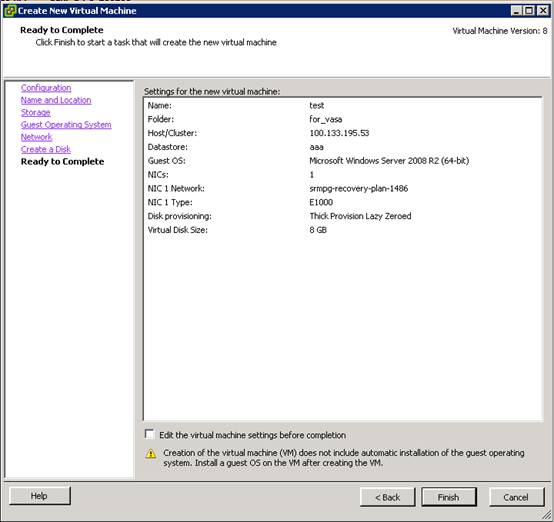 Create New Virtual Machine
Ready to Complete
Virtual Machine Version: 8
Click Finish to start a task that will create the new virtual machine
Configuration
Name and Location
Storage
Guest Operating System
Network
Create a Disk
Ready to Complete
Settings for the new virtual machine:
Name: test
Folder: for_vasa
Host/Cluster: 100.133.195.53
Datastore: aaa
Guest OS: Microsoft Windows Server 2008 R2 (64-bit)
NICs: 1
NIC 1 Network: srmpg-recovery-plan-1486
NIC 1 Type: E1000
Disk provisioning: Thick Provision Lazy Zeroed
Virtual Disk Size: 8 GB
Edit the virtual machine settings before completion
Creation of the virtual machine (VM) does not include automatic installation of the guest operating
system. Install a guest OS on the VM after creating the VM.
Help
< Back
Finish
Cancel